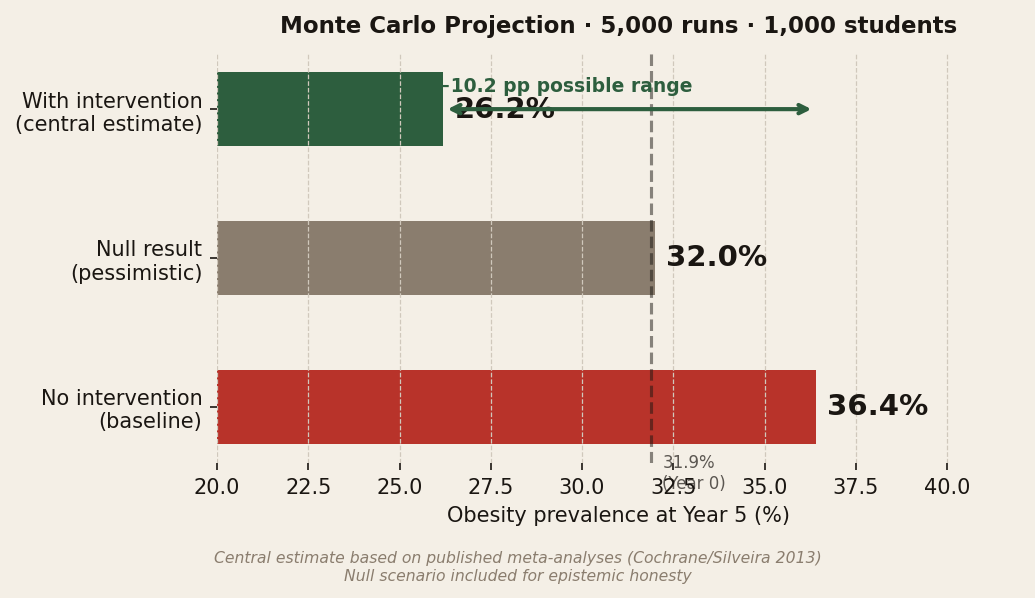 Monte Carlo Projection · 5,000 runs · 1,000 students
With intervention
(central estimate)
-10.2 pp possible range
26.2%
Null result
(pessimistic)
32.0%
No intervention
(baseline)
36.4%
31.9%
(Year 0)
20.0 22.5 25.0 27.5 30.0 32.5 35.0 37.5 40.0
Obesity prevalence at Year 5 (%)
Central estimate based on published meta-analyses (Cochrane/Silveira 2013)
Null scenario included for epistemic honesty